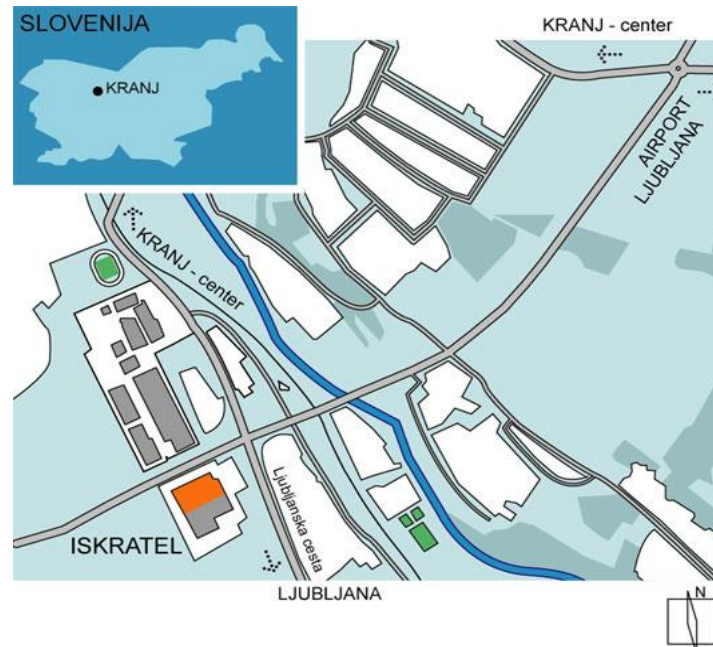 SLOVENIJA
KRANJ
KRANJ - center
AIRPORT
LJUBLJANA
KRANJ - center
Ljubljanska cesta
ISKRATEL
LJUBLJANA
N